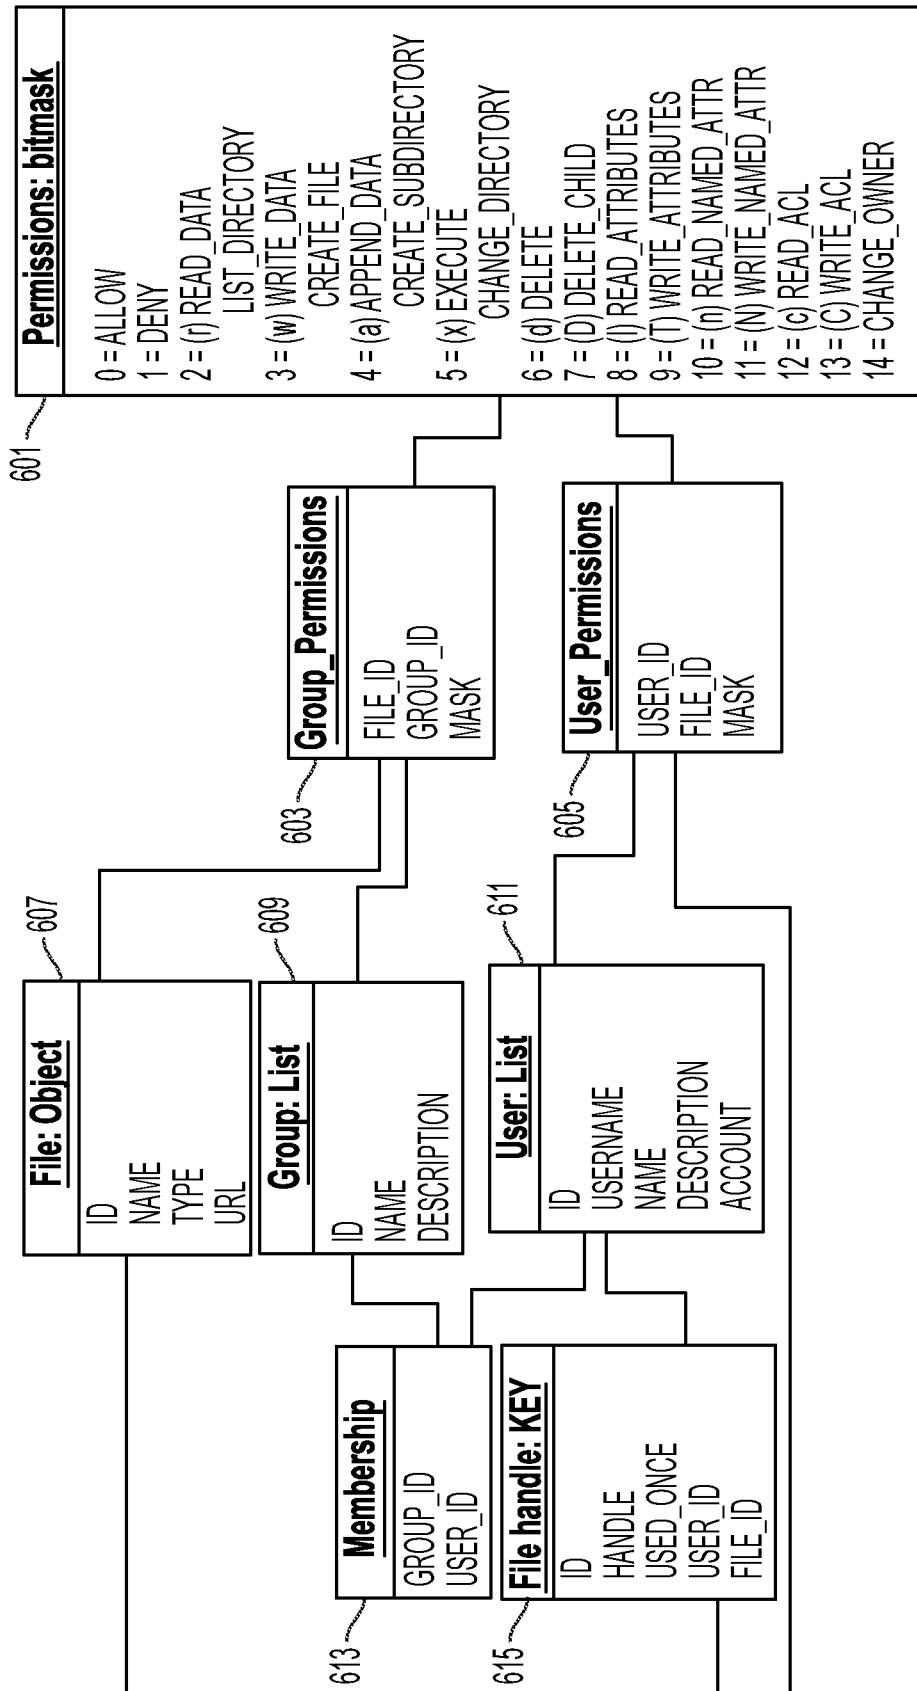 613
Membership
GROUP_ID
USER_ID
615
File handle: KEY
ID
HANDLE
USED_ONCE
USER_ID
FILE_ID
607
File: Object
ID
NAME
TYPE
URL
609
Group: List
ID
NAME
DESCRIPTION
611
User: List
ID
USERNAME
NAME
DESCRIPTION
ACCOUNT
603
Group_Permissions
FILE_ID
GROUP_ID
MASK
605
User_Permissions
USER_ID
FILE_ID
MASK
601
Permissions: bitmask
0 = ALLOW
1 = DENY
2 = (r) READ_DATA
LIST_DIRECTORY
3 = (w) WRITE_DATA
CREATE_FILE
4 = (a) APPEND_DATA
CREATE_SUBDIRECTORY
5 = (x) EXECUTE
CHANGE_DIRECTORY
6 = (d) DELETE
7 = (D) DELETE_CHILD
8 = (l) READ_ATTRIBUTES
9 = (T) WRITE_ATTRIBUTES
10 = (n) READ_NAMED_ATTR
11 = (N) WRITE_NAMED_ATTR
12 = (c) READ_ACL
13 = (C) WRITE_ACL
14 = CHANGE_OWNER